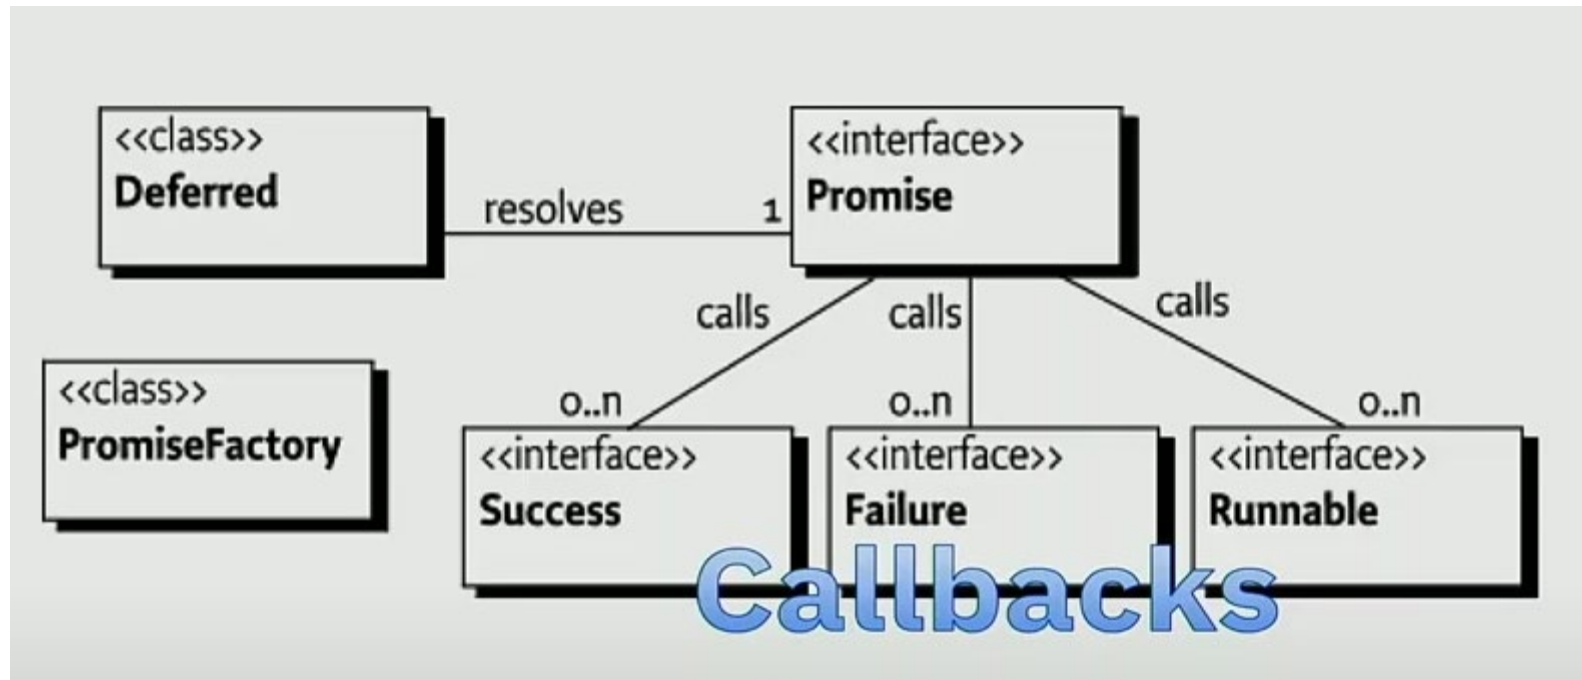 <<class>>
Deferred
resolves
1
<<interface>>
Promise
calls
calls
calls
<<class>>
PromiseFactory
0..n
0..n
0..n
<<interface>>
Success
<<interface>>
Failure
<<interface>>
Runnable
Callbacks